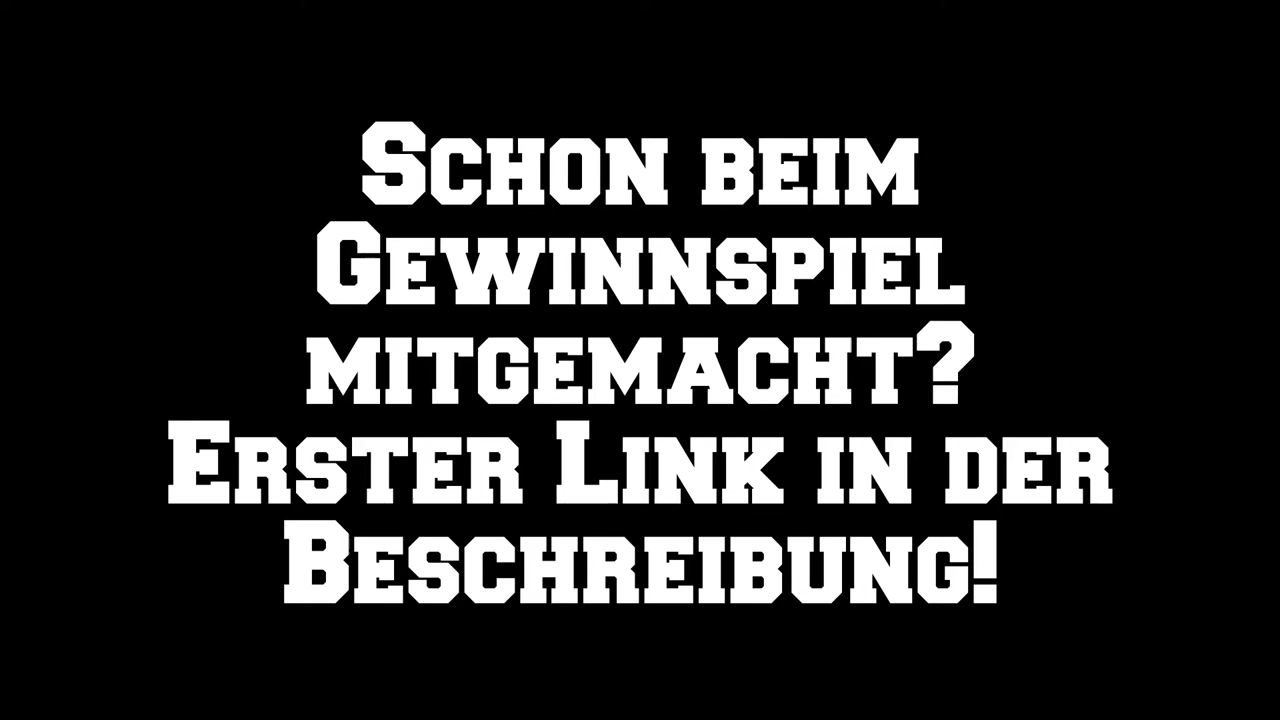 Schon beim
Gewinnspiel
mitgemacht?
Erster Link in der
Beschreibung!